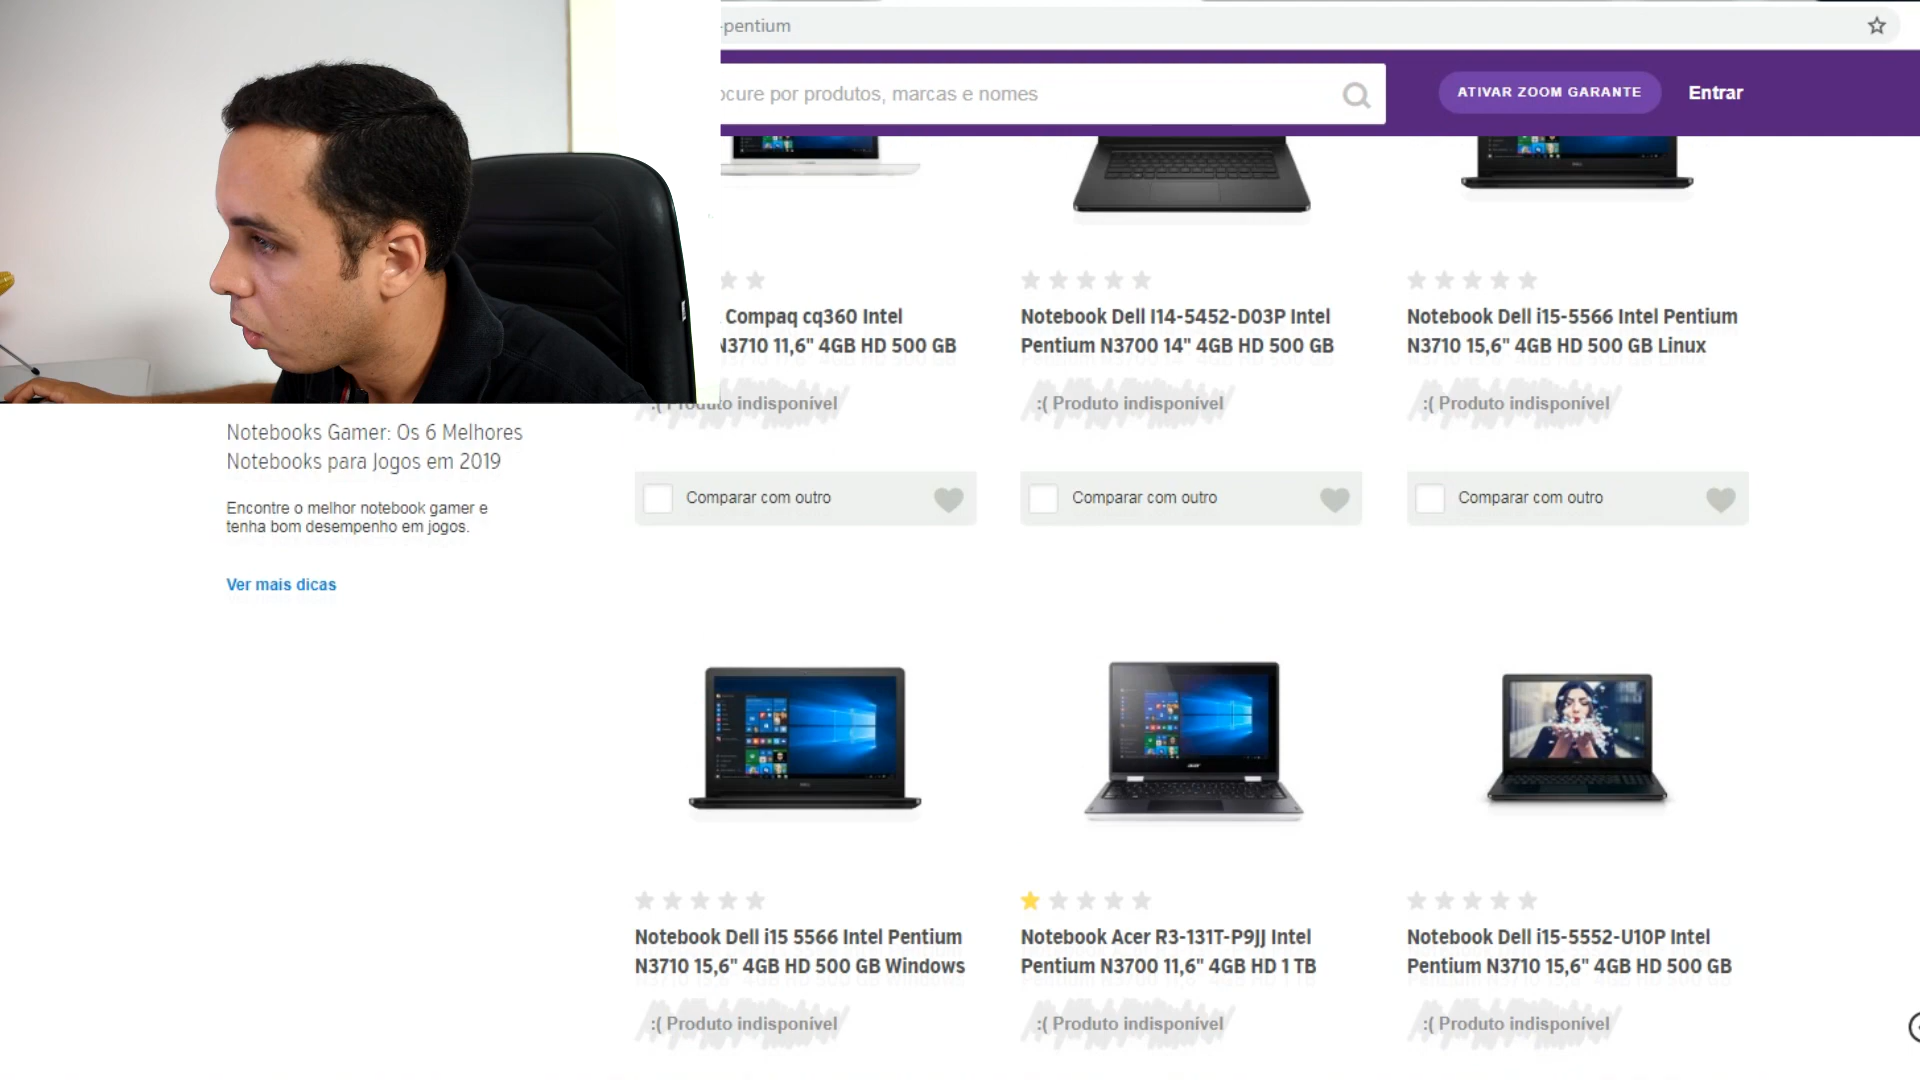 -pentium
ocure por produtos, marcas e nomes
ATIVAR ZOOM GARANTE
Entrar
Compaq cq360 Intel
N3710 11,6" 4GB HD 500 GB
:( Produto indisponível
Comparar com outro
Notebook Dell I14-5452-D03P Intel
Pentium N3700 14" 4GB HD 500 GB
:( Produto indisponível
Comparar com outro
Notebook Dell i15-5566 Intel Pentium
N3710 15,6" 4GB HD 500 GB Linux
:( Produto indisponível
Comparar com outro
Notebooks Gamer: Os 6 Melhores
Notebooks para Jogos em 2019
Encontre o melhor notebook gamer e
tenha bom desempenho em jogos.
Ver mais dicas
Notebook Dell i15 5566 Intel Pentium
N3710 15,6" 4GB HD 500 GB Windows
:( Produto indisponível
Notebook Acer R3-131T-P9JJ Intel
Pentium N3700 11,6" 4GB HD 1 TB
:( Produto indisponível
Notebook Dell i15-5552-U10P Intel
Pentium N3710 15,6" 4GB HD 500 GB
:( Produto indisponível